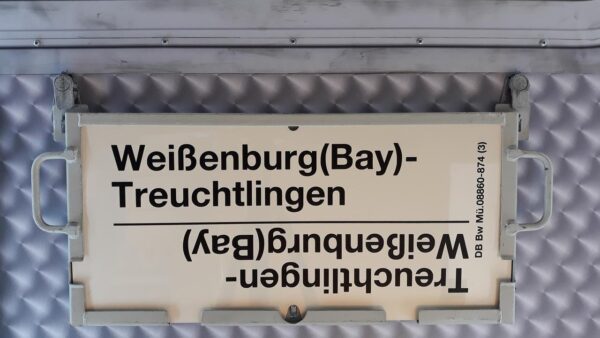 Weißenburg(Bay)-
Treuchtlingen
Treuchtlingen-
Weißenburg(Bay)
DB Bw Mü.08860-874 (3)